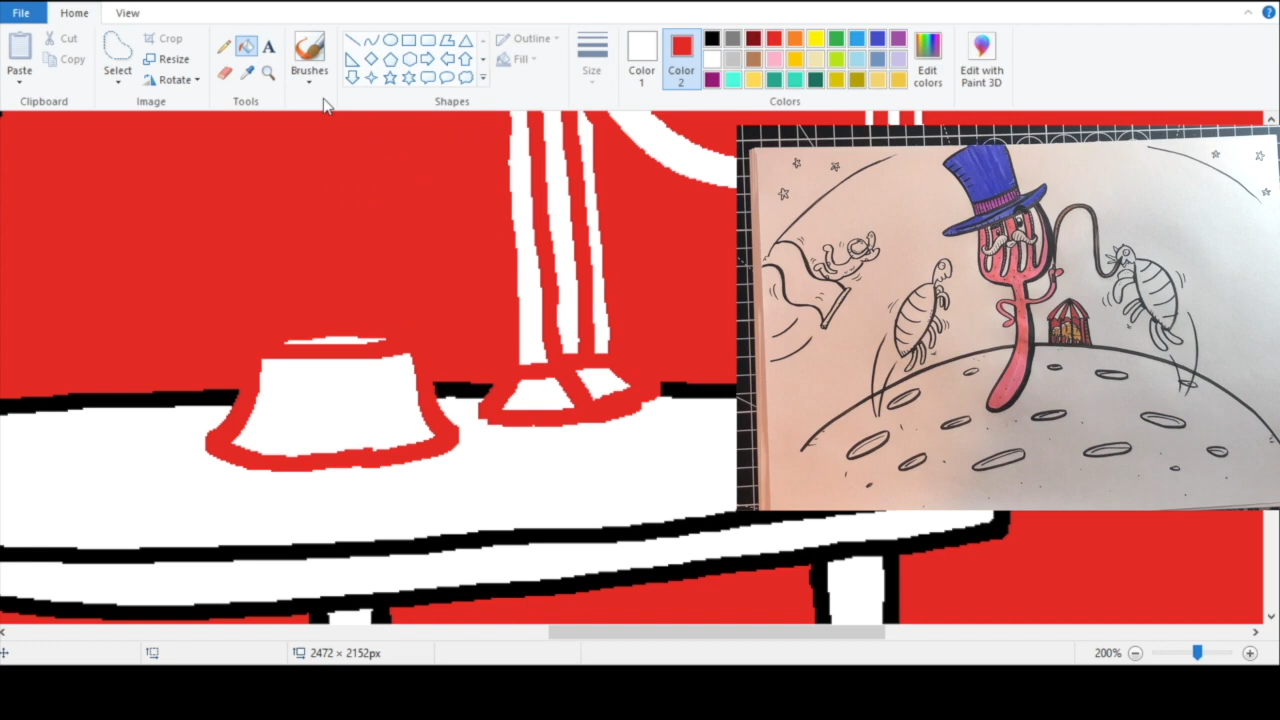 File Home View
Paste
Cut
Copy
Clipboard
Select
Crop
Resize
Rotate
Image
A
Tools
Brushes
Outline
Fill
Shapes
Size
Color 1
Color 2
Edit colors
Edit with Paint 3D
Colors
2472 × 2152px
200%